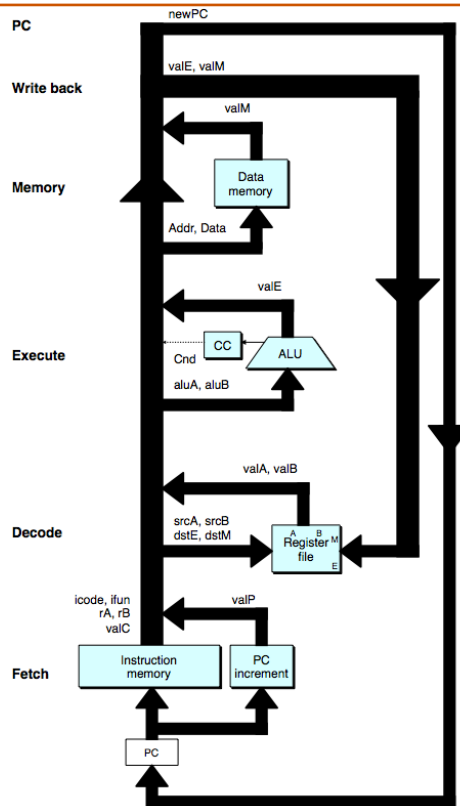 PC
newPC
valE, valM
Write back
valM
Data
memory
Memory
Addr, Data
valE
CC
ALU
Execute
Cnd
aluA, aluB
valA, valB
Decode
srcA, srcB
dstE, dstM
A B
M
Register
file
E
icode, ifun
rA, rB
valC
valP
Fetch
Instruction
memory
PC
increment
PC